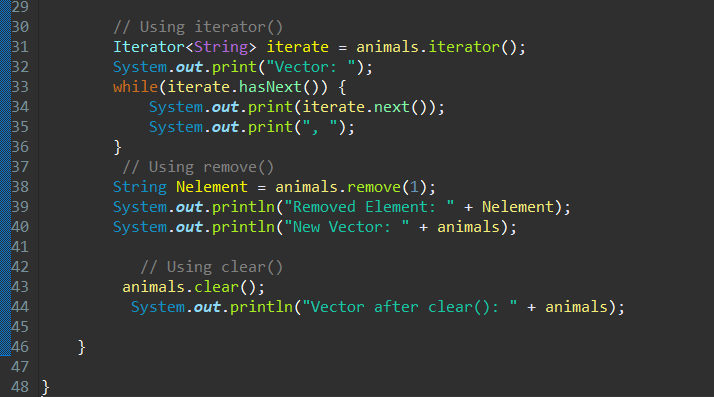 29
30 // Using iterator()
31 Iterator<String> iterate = animals.iterator();
32 System.out.print("Vector: ");
33 while(iterate.hasNext()) {
34 System.out.print(iterate.next());
35 System.out.print(", ");
36 }
37 // Using remove()
38 String Nelement = animals.remove(1);
39 System.out.println("Removed Element: " + Nelement);
40 System.out.println("New Vector: " + animals);
41
42 // Using clear()
43 animals.clear();
44 System.out.println("Vector after clear(): " + animals);
45
46 }
47
48 }